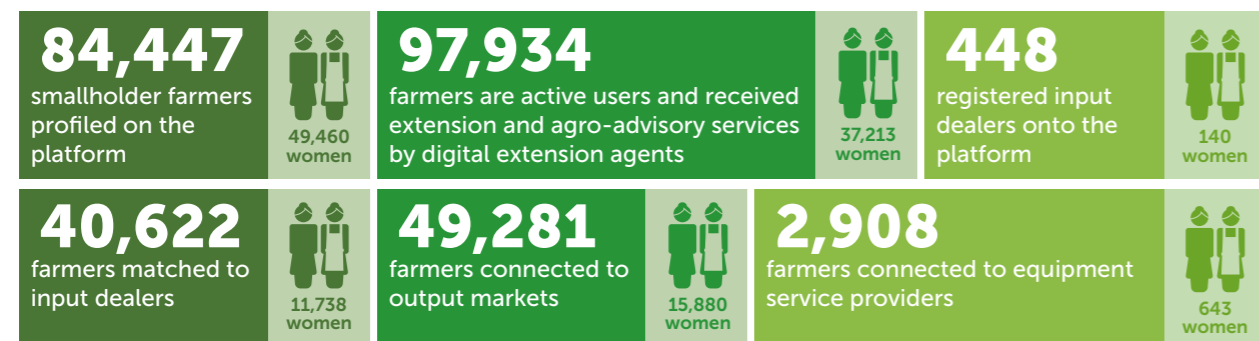 84,447
smallholder farmers
profiled on the
platform
49,460
women
97,934
farmers are active users and received
extension and agro-advisory services
by digital extension agents
37,213
women
448
registered input
dealers onto the
platform
140
women
40,622
farmers matched to
input dealers
11,738
women
49,281
farmers connected to
output markets
15,880
women
2,908
farmers connected to equipment
service providers
643
women